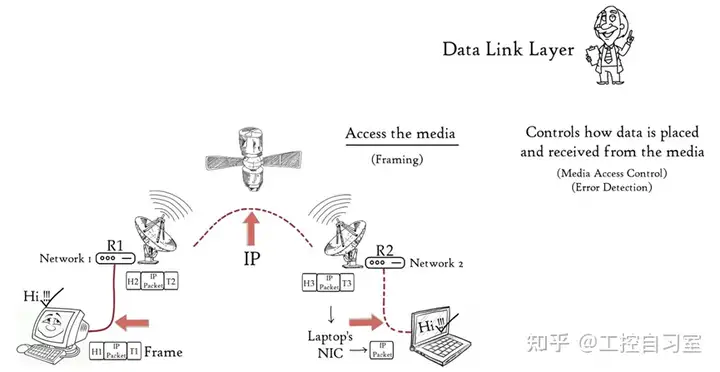 Data Link Layer
Access the media
(Framing)
Controls how data is placed
and received from the media
(Media Access Control)
(Error Detection)
R1
Network 1
H2 IP Packet T2
IP
R2
Network 2
H3 IP Packet T3
Hi !!!
H1 IP Packet T1 Frame
Laptop's
NIC
IP Packet
Hi !!!
知乎 @工控自习室